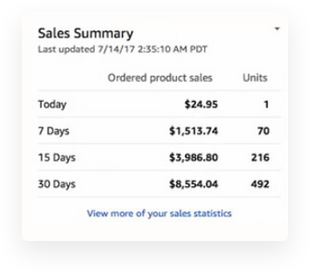 Sales Summary
Last updated 7/14/17 2:35:10 AM PDT
Ordered product sales Units
Today $24.95 1
7 Days $1,513.74 70
15 Days $3,986.80 216
30 Days $8,554.04 492
View more of your sales statistics